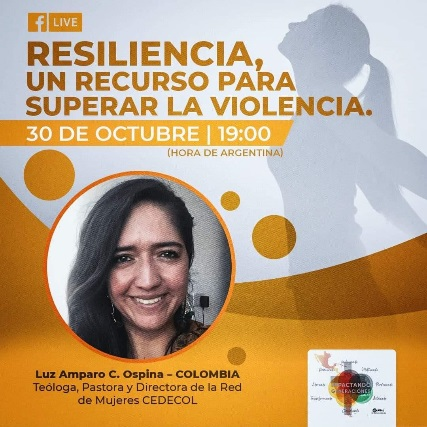 f LIVE
RESILIENCIA,
UN RECURSO PARA
SUPERAR LA VIOLENCIA.
30 DE OCTUBRE | 19:00
(HORA DE ARGENTINA)
Luz Amparo C. Ospina – COLOMBIA
Teóloga, Pastora y Directora de la Red
de Mujeres CEDECOL